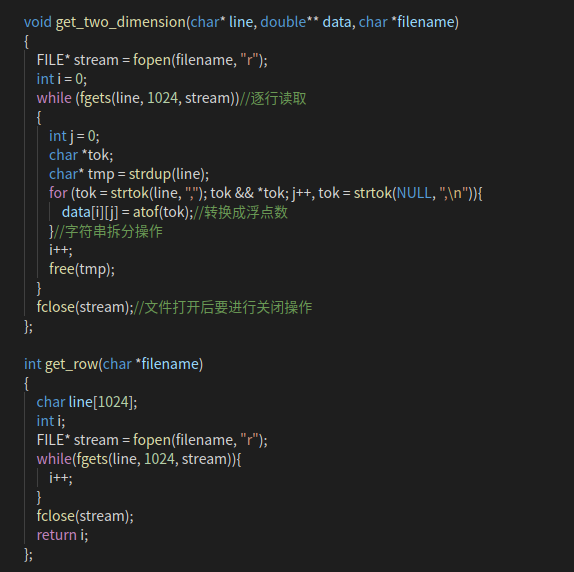 void get_two_dimension(char* line, double** data, char *filename)
{
FILE* stream = fopen(filename, "r");
int i = 0;
while (fgets(line, 1024, stream))//逐行读取
{
int j = 0;
char *tok;
char* tmp = strdup(line);
for (tok = strtok(line, ","); tok && *tok; j++, tok = strtok(NULL, ",\n")){
data[i][j] = atof(tok);//转换成浮点数
}//字符串拆分操作
i++;
free(tmp);
}
fclose(stream);//文件打开后要进行关闭操作
};
int get_row(char *filename)
{
char line[1024];
int i;
FILE* stream = fopen(filename, "r");
while(fgets(line, 1024, stream)){
i++;
}
fclose(stream);
return i;
};